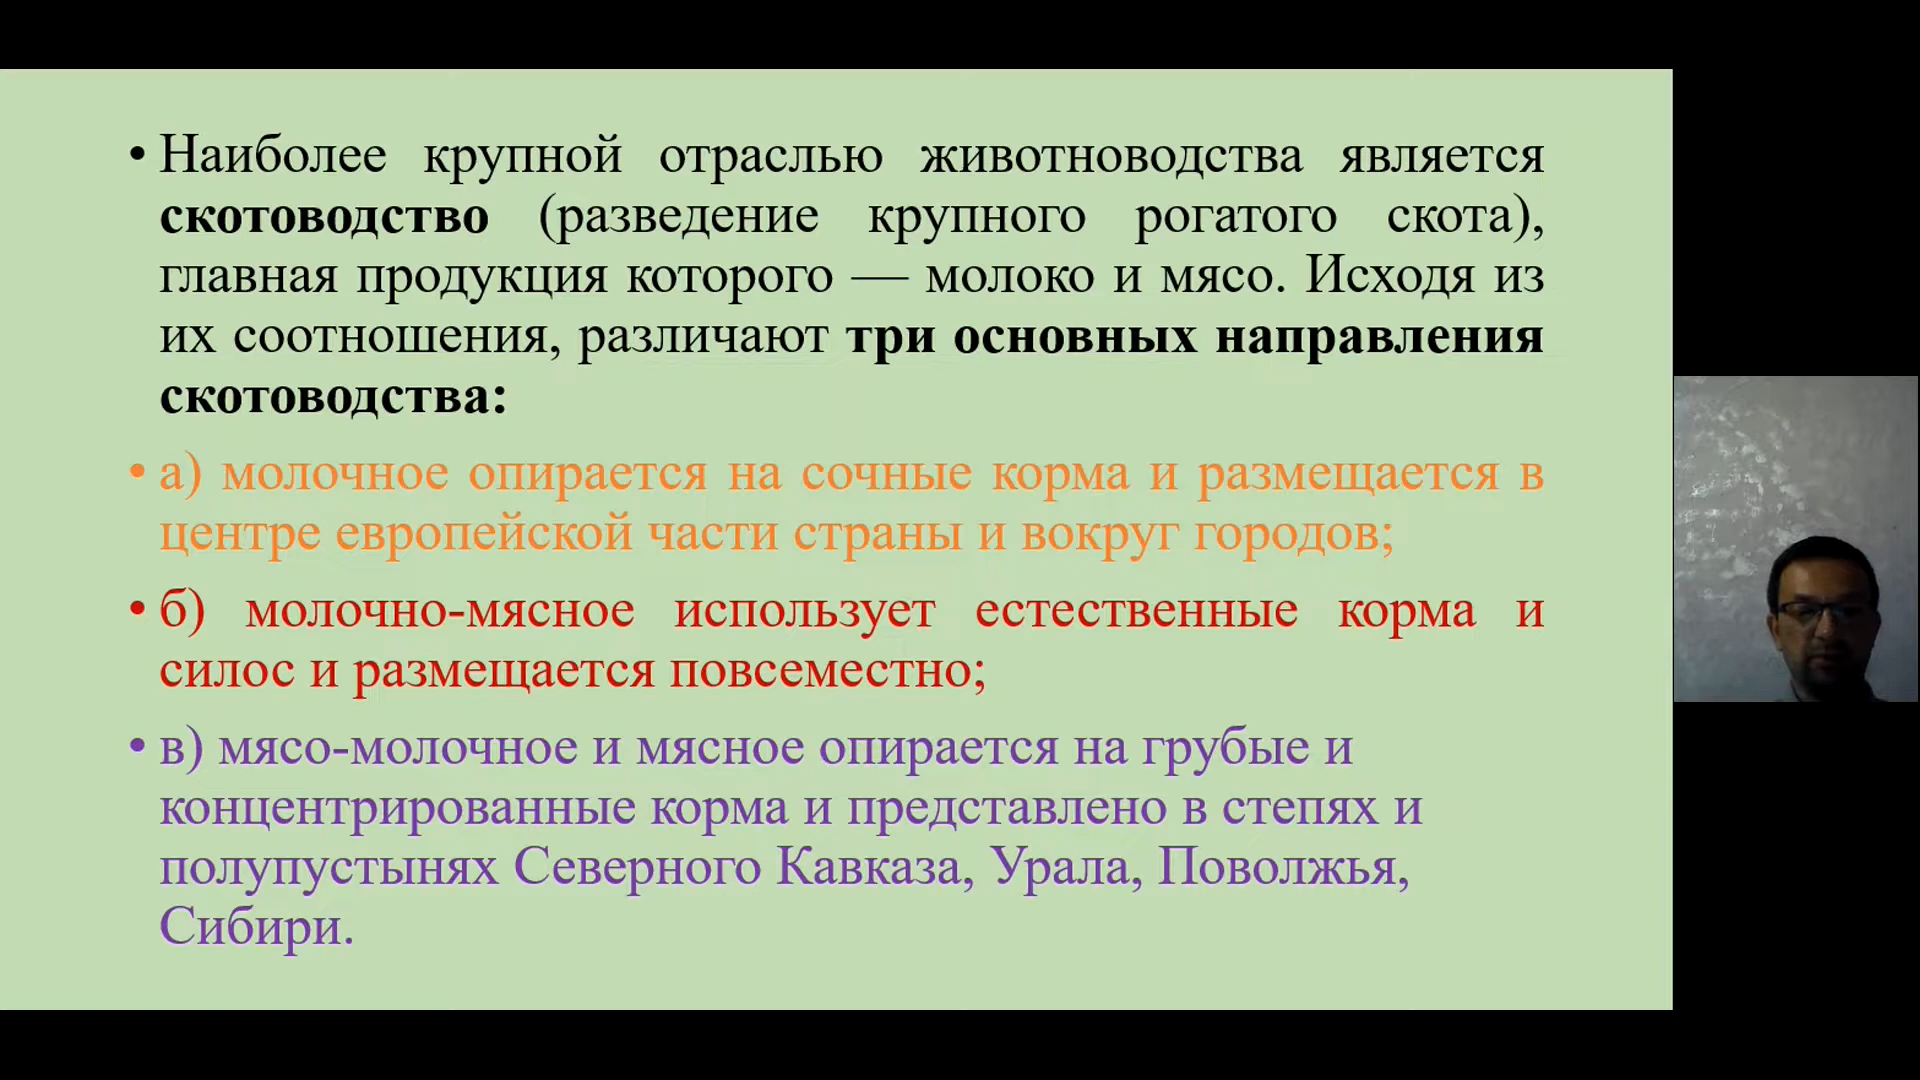 • Наиболее крупной отраслью животноводства является
скотоводство (разведение крупного рогатого скота),
главная продукция которого — молоко и мясо. Исходя из
их соотношения, различают три основных направления
скотоводства:
• а) молочное опирается на сочные корма и размещается в
центре европейской части страны и вокруг городов;
• б) молочно-мясное использует естественные корма и
силос и размещается повсеместно;
• в) мясо-молочное и мясное опирается на грубые и
концентрированные корма и представлено в степях и
полупустынях Северного Кавказа, Урала, Поволжья,
Сибири.